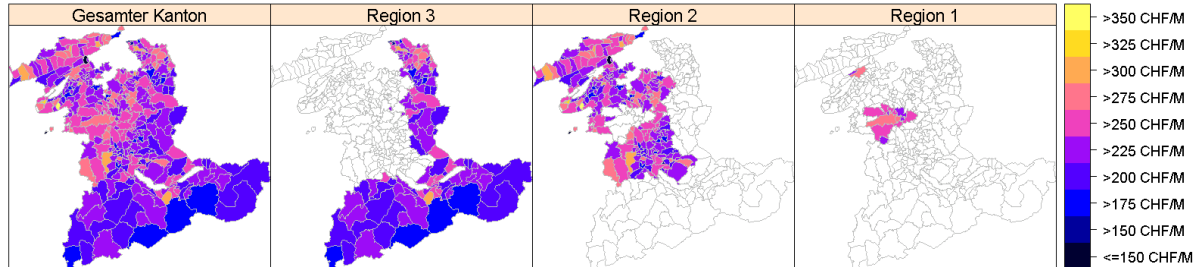 Gesamter Kanton
Region 3
Region 2
Region 1
>350 CHF/M
>325 CHF/M
>300 CHF/M
>275 CHF/M
>250 CHF/M
>225 CHF/M
>200 CHF/M
>175 CHF/M
>150 CHF/M
<=150 CHF/M